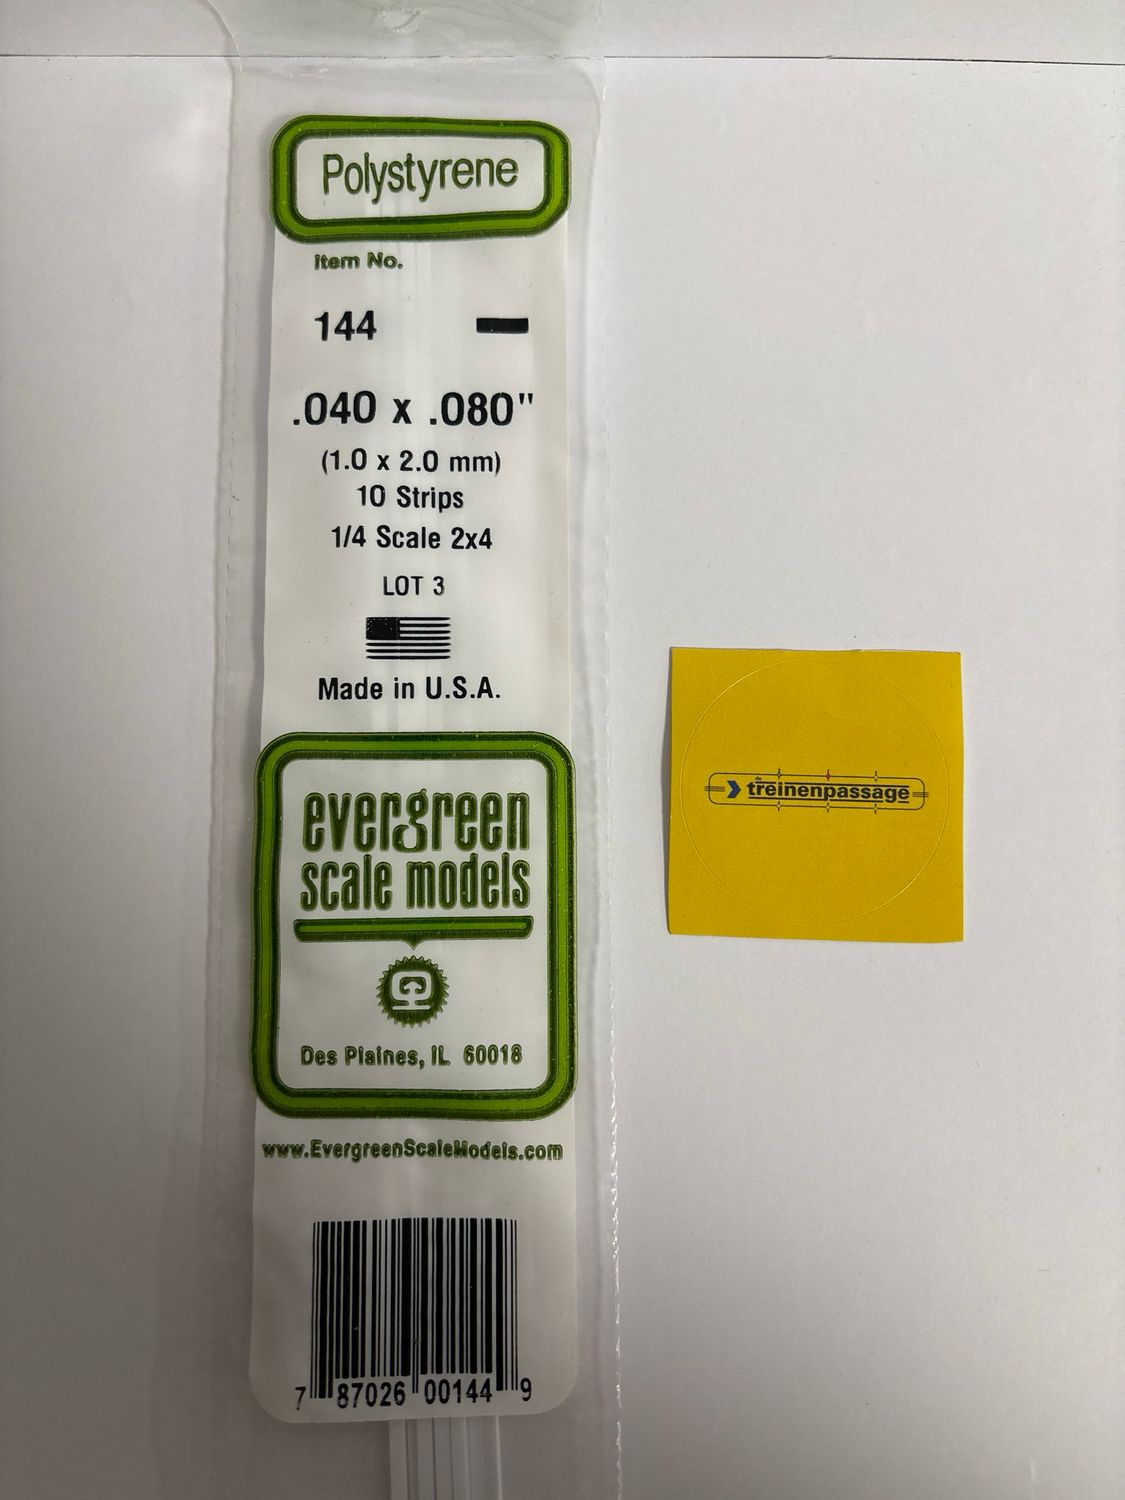 Polystyrene
Item No.
144
.040 x .080"
(1.0 x 2.0 mm)
10 Strips
1/4 Scale 2x4
LOT 3
Made in U.S.A.
evergreen
scale models
Des Plaines, IL 60018
www.EvergreenScaleModels.com
7 87026 00144 9
de
treinenpassage